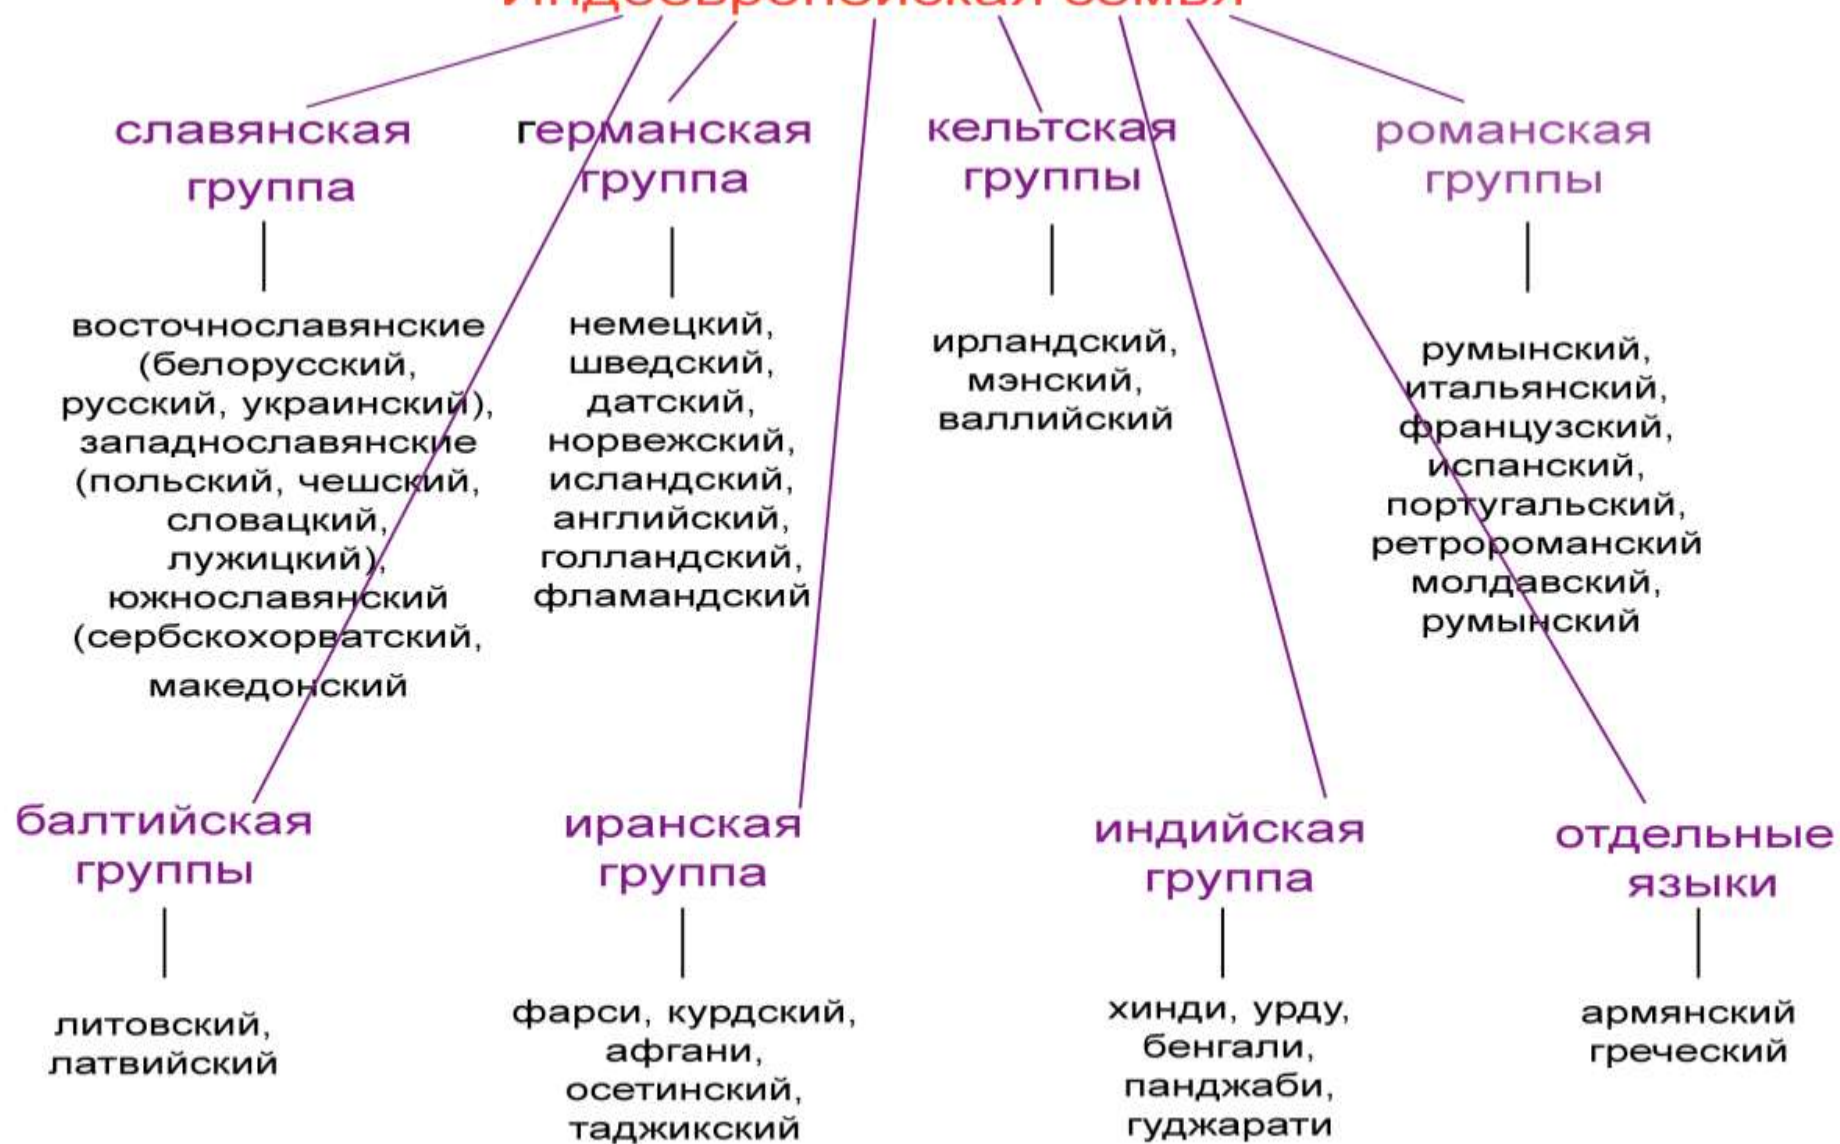 Индоевропейская семья
славянская
группа
германская
группа
кельтская
группы
романская
группы
восточнославянские
(белорусский,
русский, украинский),
западнославянские
(польский, чешский,
словацкий,
лужицкий),
южнославянский
(сербскохорватский,
македонский
немецкий,
шведский,
датский,
норвежский,
исландский,
английский,
голландский,
фламандский
ирландский,
мэнский,
валлийский
румынский,
итальянский,
французский,
испанский,
португальский,
ретророманский
молдавский,
румынский
балтийская
группы
иранская
группа
индийская
группа
отдельные
языки
литовский,
латвийский
фарси, курдский,
афгани,
осетинский,
таджикский
хинди, урду,
бенгали,
панджаби,
гуджарати
армянский
греческий